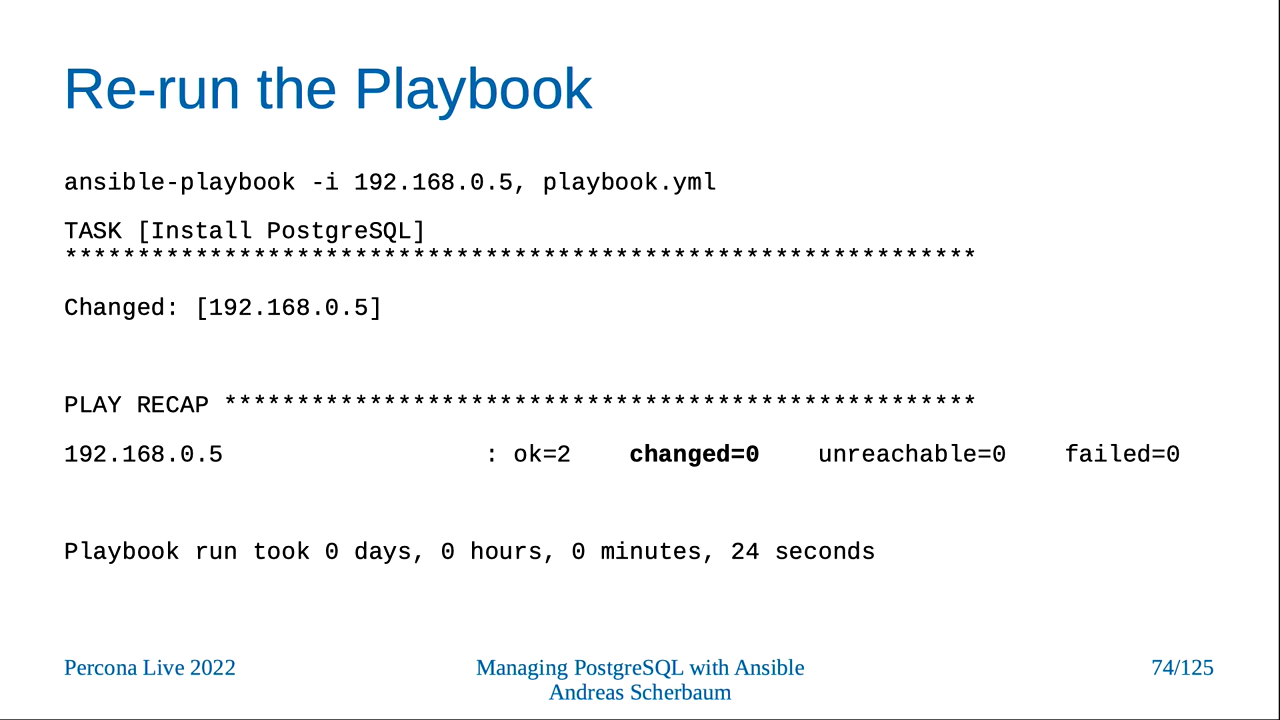 Re-run the Playbook
ansible-playbook -i 192.168.0.5, playbook.yml
TASK [Install PostgreSQL]
***************************************************************
Changed: [192.168.0.5]
PLAY RECAP ****************************************************
192.168.0.5 : ok=2 changed=0 unreachable=0 failed=0
Playbook run took 0 days, 0 hours, 0 minutes, 24 seconds
Percona Live 2022
Managing PostgreSQL with Ansible
Andreas Scherbaum
74/125